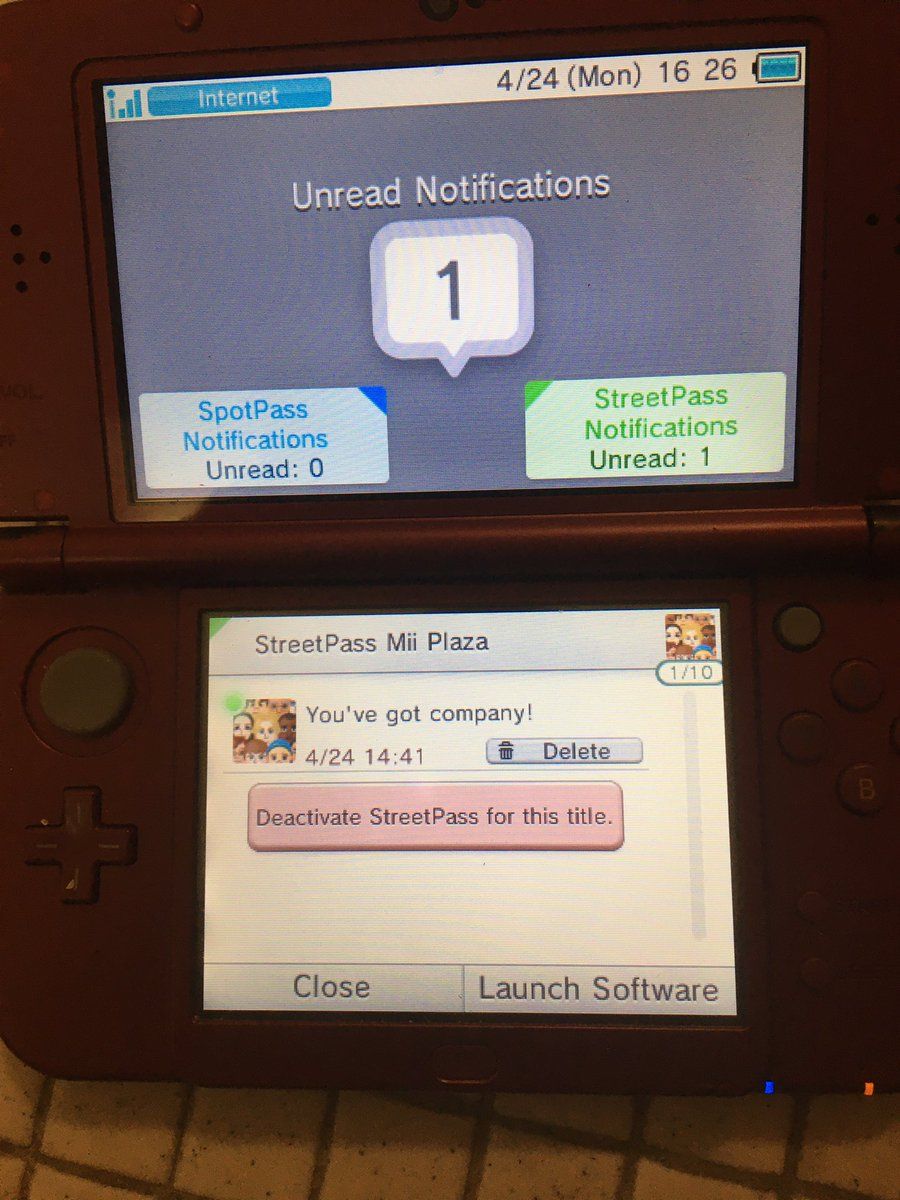 Internet
4/24 (Mon) 16 26
Unread Notifications
1
SpotPass
Notifications
Unread: 0
StreetPass
Notifications
Unread: 1
VOL.
StreetPass Mii Plaza
1/10
You've got company!
4/24 14:41
Delete
Deactivate StreetPass for this title.
B
Close
Launch Software